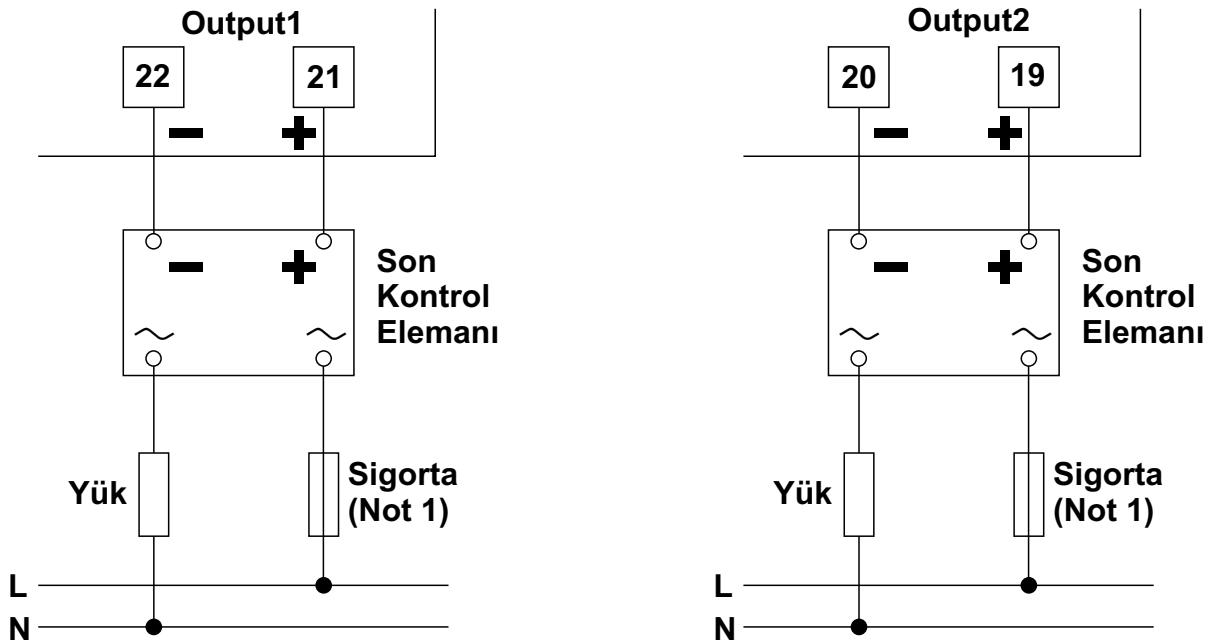 Output1
22
21
Son
Kontrol
Elemanı
Yük
Sigorta
(Not 1)
L
N
Output2
20
19
Son
Kontrol
Elemanı
Yük
Sigorta
(Not 1)
L
N